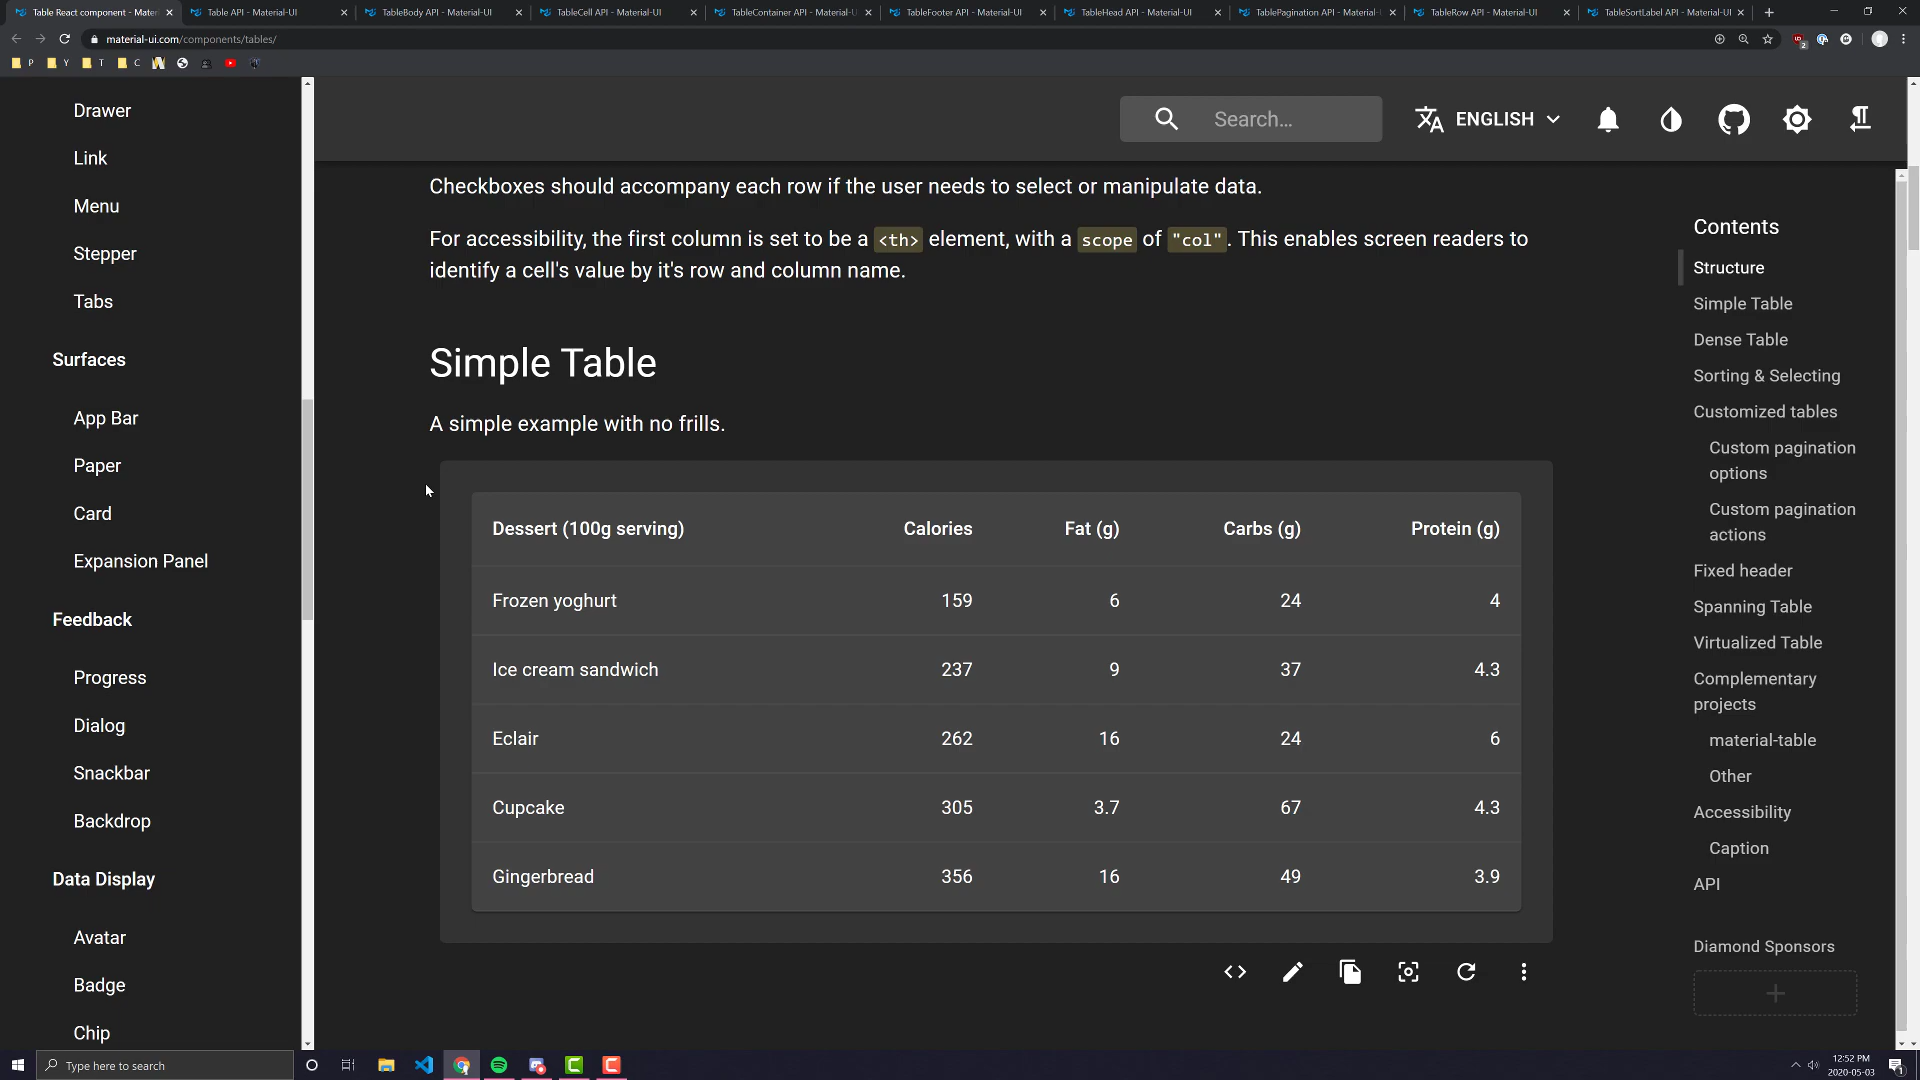 Table React component - Mater
Table API - Material-UI
TableBody API - Material-UI
TableCell API - Material-UI
TableContainer API - Material-UI
TableFooter API - Material-UI
TableHead API - Material-UI
TablePagination API - Material-
TableRow API - Material-UI
TableSortLabel API - Material-UI
material-ui.com/components/tables/
P
Y
T
C
Drawer
Link
Menu
Stepper
Tabs
Surfaces
App Bar
Paper
Card
Expansion Panel
Feedback
Progress
Dialog
Snackbar
Backdrop
Data Display
Avatar
Badge
Chip
Search…
ENGLISH
Checkboxes should accompany each row if the user needs to select or manipulate data.
For accessibility, the first column is set to be a <th> element, with a scope of "col". This enables screen readers to
identify a cell's value by it's row and column name.
Simple Table
A simple example with no frills.
Dessert (100g serving) Calories Fat (g) Carbs (g) Protein (g)
Frozen yoghurt 159 6 24 4
Ice cream sandwich 237 9 37 4.3
Eclair 262 16 24 6
Cupcake 305 3.7 67 4.3
Gingerbread 356 16 49 3.9
Contents
Structure
Simple Table
Dense Table
Sorting & Selecting
Customized tables
Custom pagination
options
Custom pagination
actions
Fixed header
Spanning Table
Virtualized Table
Complementary
projects
material-table
Other
Accessibility
Caption
API
Diamond Sponsors
Type here to search
12:52 PM
2020-05-03